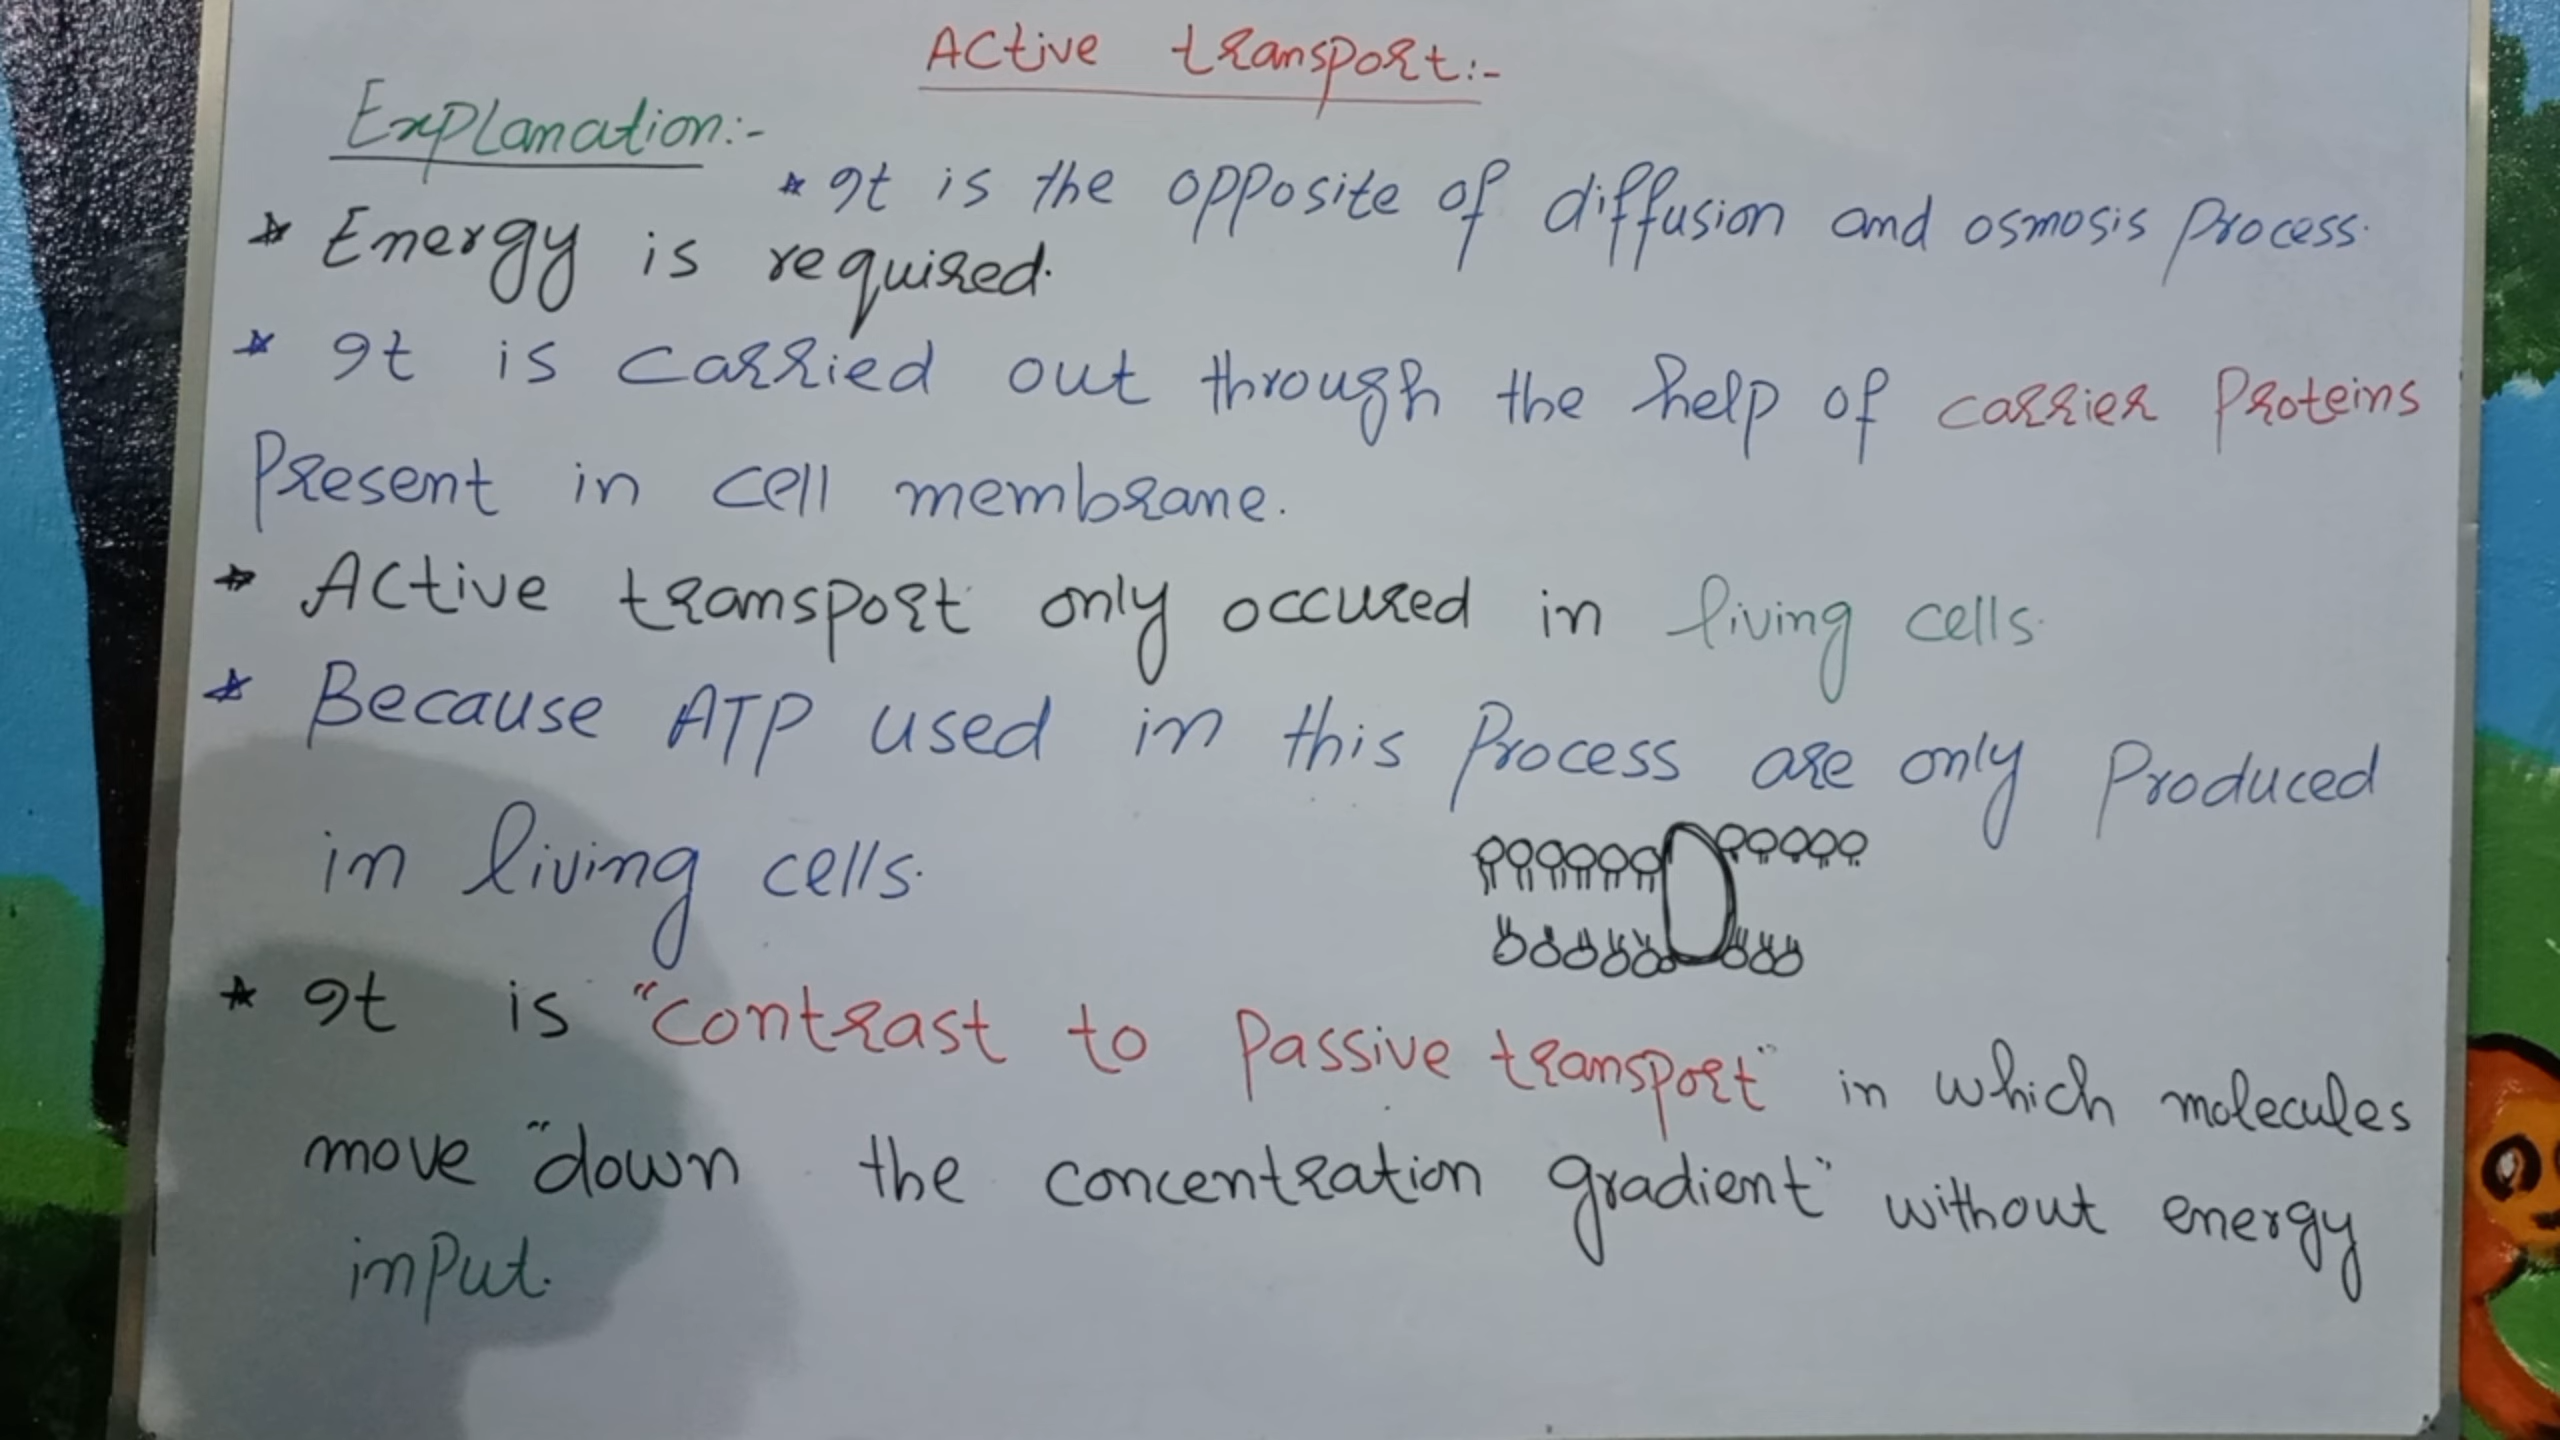 Active transport:-
Explanation:-
* It is the opposite of diffusion and osmosis process.
* Energy is required.
* It is carried out through the help of carrier proteins
Present in cell membrane.
* Active transport only occured in living cells.
* Because ATP used in this process are only produced
in living cells.
* It is "contrast to passive transport" in which molecules
move "down the concentration gradient" without energy
input.